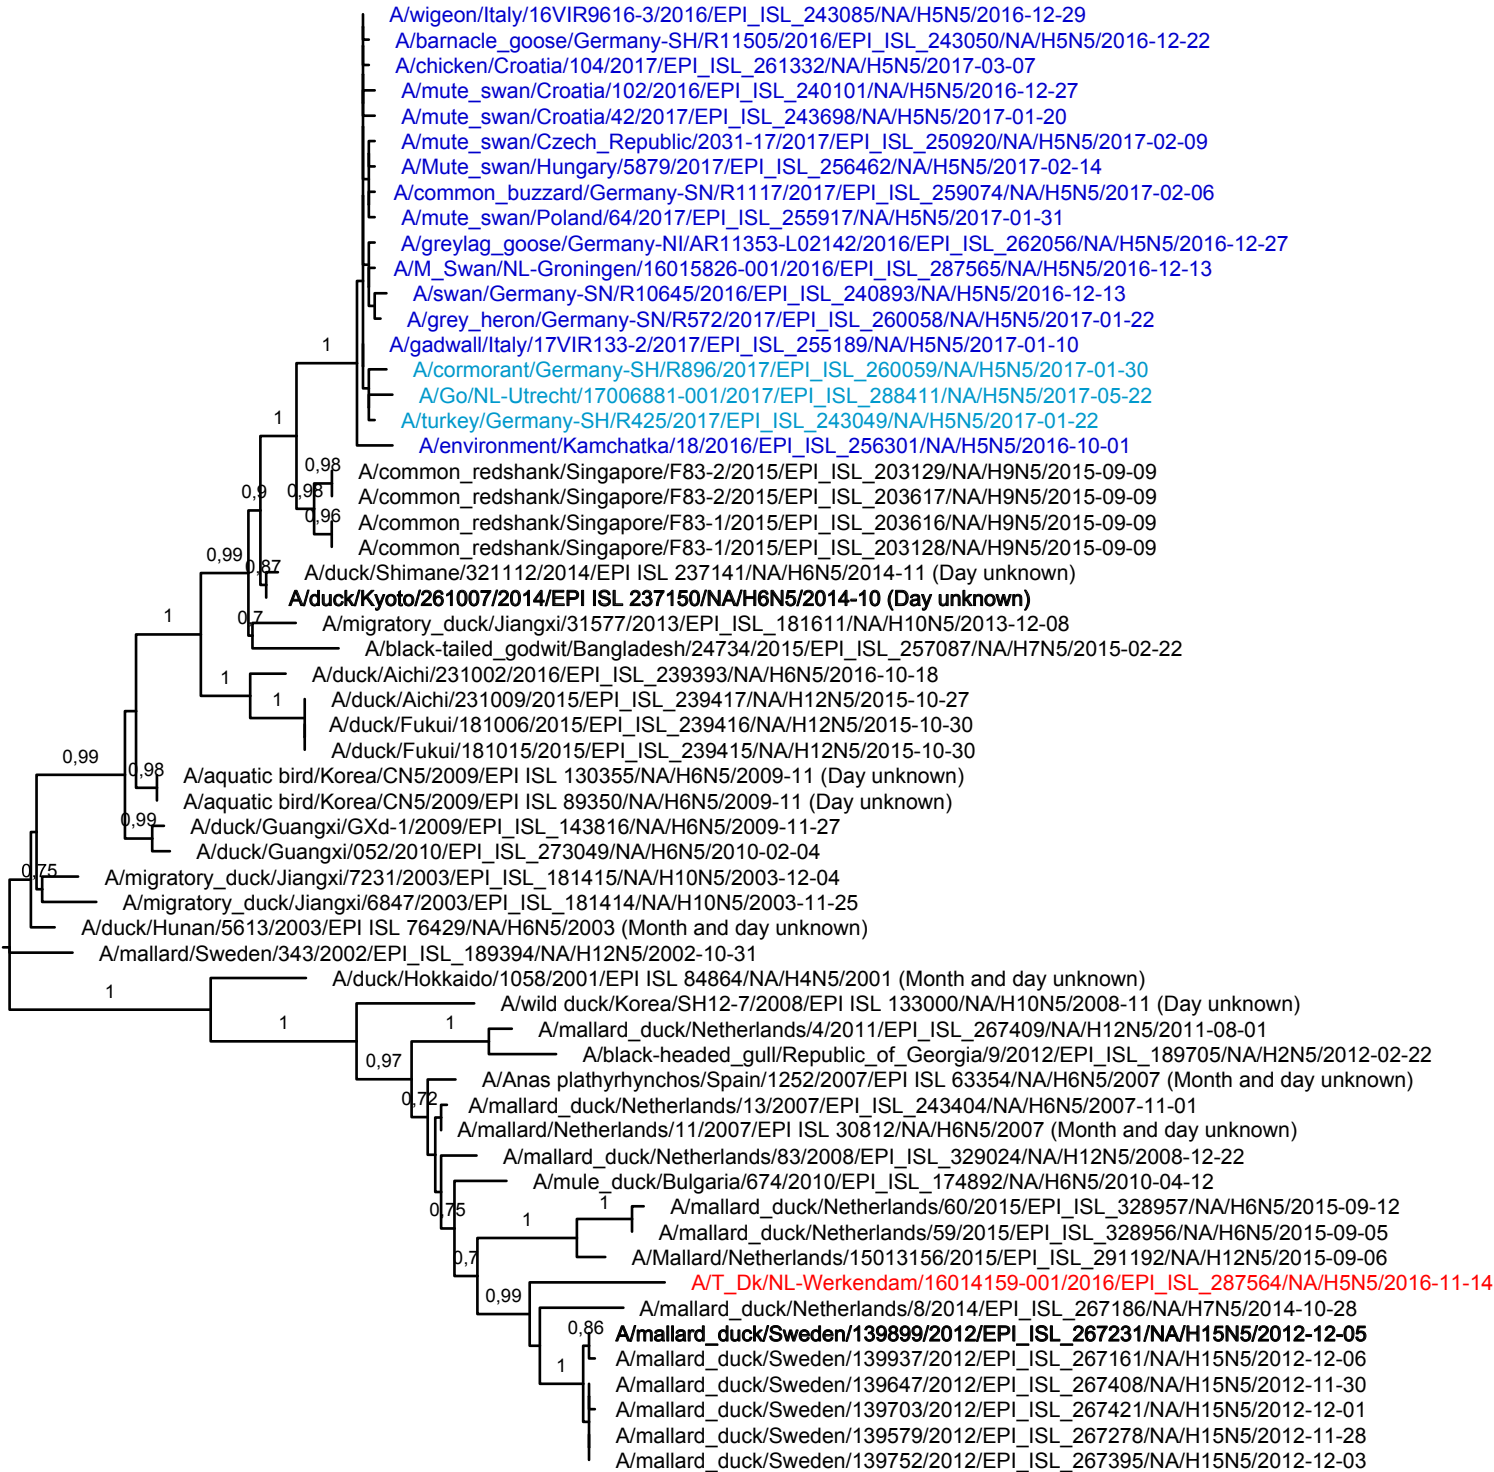 A/wigeon/Italy/16VIR9616-3/2016/EPI_ISL_243085/NA/H5N5/2016-12-29
A/barnacle_goose/Germany-SH/R11505/2016/EPI_ISL_243050/NA/H5N5/2016-12-22
A/chicken/Croatia/104/2017/EPI_ISL_261332/NA/H5N5/2017-03-07
A/mute_swan/Croatia/102/2016/EPI_ISL_240101/NA/H5N5/2016-12-27
A/mute_swan/Croatia/42/2017/EPI_ISL_243698/NA/H5N5/2017-01-20
A/mute_swan/Czech_Republic/2031-17/2017/EPI_ISL_250920/NA/H5N5/2017-02-09
A/Mute_swan/Hungary/5879/2017/EPI_ISL_256462/NA/H5N5/2017-02-14
A/common_buzzard/Germany-SN/R1117/2017/EPI_ISL_259074/NA/H5N5/2017-02-06
A/mute_swan/Poland/64/2017/EPI_ISL_255917/NA/H5N5/2017-01-31
A/greylag_goose/Germany-NI/AR11353-L02142/2016/EPI_ISL_262056/NA/H5N5/2016-12-27
A/M_Swan/NL-Groningen/16015826-001/2016/EPI_ISL_287565/NA/H5N5/2016-12-13
A/swan/Germany-SN/R10645/2016/EPI_ISL_240893/NA/H5N5/2016-12-13
A/grey_heron/Germany-SN/R572/2017/EPI_ISL_260058/NA/H5N5/2017-01-22
1 A/gadwall/Italy/17VIR133-2/2017/EPI_ISL_255189/NA/H5N5/2017-01-10
A/cormorant/Germany-SH/R896/2017/EPI_ISL_260059/NA/H5N5/2017-01-30
A/Go/NL-Utrecht/17006881-001/2017/EPI_ISL_288411/NA/H5N5/2017-05-22
1 A/turkey/Germany-SH/R425/2017/EPI_ISL_243049/NA/H5N5/2017-01-22
A/environment/Kamchatka/18/2016/EPI_ISL_256301/NA/H5N5/2016-10-01
0,98 A/common_redshank/Singapore/F83-2/2015/EPI_ISL_203129/NA/H9N5/2015-09-09
0,9 0,98 A/common_redshank/Singapore/F83-2/2015/EPI_ISL_203617/NA/H9N5/2015-09-09
0,96 A/common_redshank/Singapore/F83-1/2015/EPI_ISL_203616/NA/H9N5/2015-09-09
0,99 A/common_redshank/Singapore/F83-1/2015/EPI_ISL_203128/NA/H9N5/2015-09-09
0,87 A/duck/Shimane/321112/2014/EPI ISL 237141/NA/H6N5/2014-11 (Day unknown)
A/duck/Kyoto/261007/2014/EPI ISL 237150/NA/H6N5/2014-10 (Day unknown)
1 0,7 A/migratory_duck/Jiangxi/31577/2013/EPI_ISL_181611/NA/H10N5/2013-12-08
A/black-tailed_godwit/Bangladesh/24734/2015/EPI_ISL_257087/NA/H7N5/2015-02-22
1 A/duck/Aichi/231002/2016/EPI_ISL_239393/NA/H6N5/2016-10-18
1 A/duck/Aichi/231009/2015/EPI_ISL_239417/NA/H12N5/2015-10-27
A/duck/Fukui/181006/2015/EPI_ISL_239416/NA/H12N5/2015-10-30
0,99 A/duck/Fukui/181015/2015/EPI_ISL_239415/NA/H12N5/2015-10-30
0,98 A/aquatic bird/Korea/CN5/2009/EPI ISL 130355/NA/H6N5/2009-11 (Day unknown)
A/aquatic bird/Korea/CN5/2009/EPI ISL 89350/NA/H6N5/2009-11 (Day unknown)
0,99 A/duck/Guangxi/GXd-1/2009/EPI_ISL_143816/NA/H6N5/2009-11-27
A/duck/Guangxi/052/2010/EPI_ISL_273049/NA/H6N5/2010-02-04
0,75 A/migratory_duck/Jiangxi/7231/2003/EPI_ISL_181415/NA/H10N5/2003-12-04
A/migratory_duck/Jiangxi/6847/2003/EPI_ISL_181414/NA/H10N5/2003-11-25
A/duck/Hunan/5613/2003/EPI ISL 76429/NA/H6N5/2003 (Month and day unknown)
A/mallard/Sweden/343/2002/EPI_ISL_189394/NA/H12N5/2002-10-31
1 A/duck/Hokkaido/1058/2001/EPI ISL 84864/NA/H4N5/2001 (Month and day unknown)
A/wild duck/Korea/SH12-7/2008/EPI ISL 133000/NA/H10N5/2008-11 (Day unknown)
1 1 A/mallard_duck/Netherlands/4/2011/EPI_ISL_267409/NA/H12N5/2011-08-01
0,97 A/black-headed_gull/Republic_of_Georgia/9/2012/EPI_ISL_189705/NA/H2N5/2012-02-22
A/Anas plathyrhynchos/Spain/1252/2007/EPI ISL 63354/NA/H6N5/2007 (Month and day unknown)
0,72 A/mallard_duck/Netherlands/13/2007/EPI_ISL_243404/NA/H6N5/2007-11-01
A/mallard/Netherlands/11/2007/EPI ISL 30812/NA/H6N5/2007 (Month and day unknown)
A/mallard_duck/Netherlands/83/2008/EPI_ISL_329024/NA/H12N5/2008-12-22
A/mule_duck/Bulgaria/674/2010/EPI_ISL_174892/NA/H6N5/2010-04-12
0,75 1 A/mallard_duck/Netherlands/60/2015/EPI_ISL_328957/NA/H6N5/2015-09-12
1 A/mallard_duck/Netherlands/59/2015/EPI_ISL_328956/NA/H6N5/2015-09-05
0,7 A/Mallard/Netherlands/15013156/2015/EPI_ISL_291192/NA/H12N5/2015-09-06
A/T_Dk/NL-Werkendam/16014159-001/2016/EPI_ISL_287564/NA/H5N5/2016-11-14
0,99 A/mallard_duck/Netherlands/8/2014/EPI_ISL_267186/NA/H7N5/2014-10-28
0,86 A/mallard_duck/Sweden/139899/2012/EPI_ISL_267231/NA/H15N5/2012-12-05
1 A/mallard_duck/Sweden/139937/2012/EPI_ISL_267161/NA/H15N5/2012-12-06
A/mallard_duck/Sweden/139647/2012/EPI_ISL_267408/NA/H15N5/2012-11-30
A/mallard_duck/Sweden/139703/2012/EPI_ISL_267421/NA/H15N5/2012-12-01
A/mallard_duck/Sweden/139579/2012/EPI_ISL_267278/NA/H15N5/2012-11-28
A/mallard_duck/Sweden/139752/2012/EPI_ISL_267395/NA/H15N5/2012-12-03